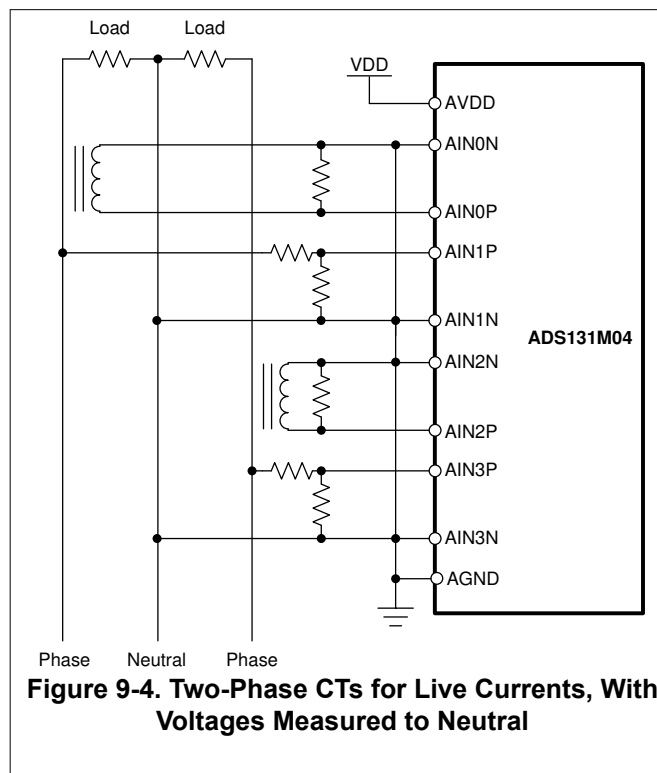 Load
Load
VDD
AVDD
AIN0N
AIN0P
AIN1P
AIN1N
ADS131M04
AIN2N
AIN2P
AIN3P
AIN3N
AGND
Phase
Neutral
Phase
Figure 9-4. Two-Phase CTs for Live Currents, With
Voltages Measured to Neutral